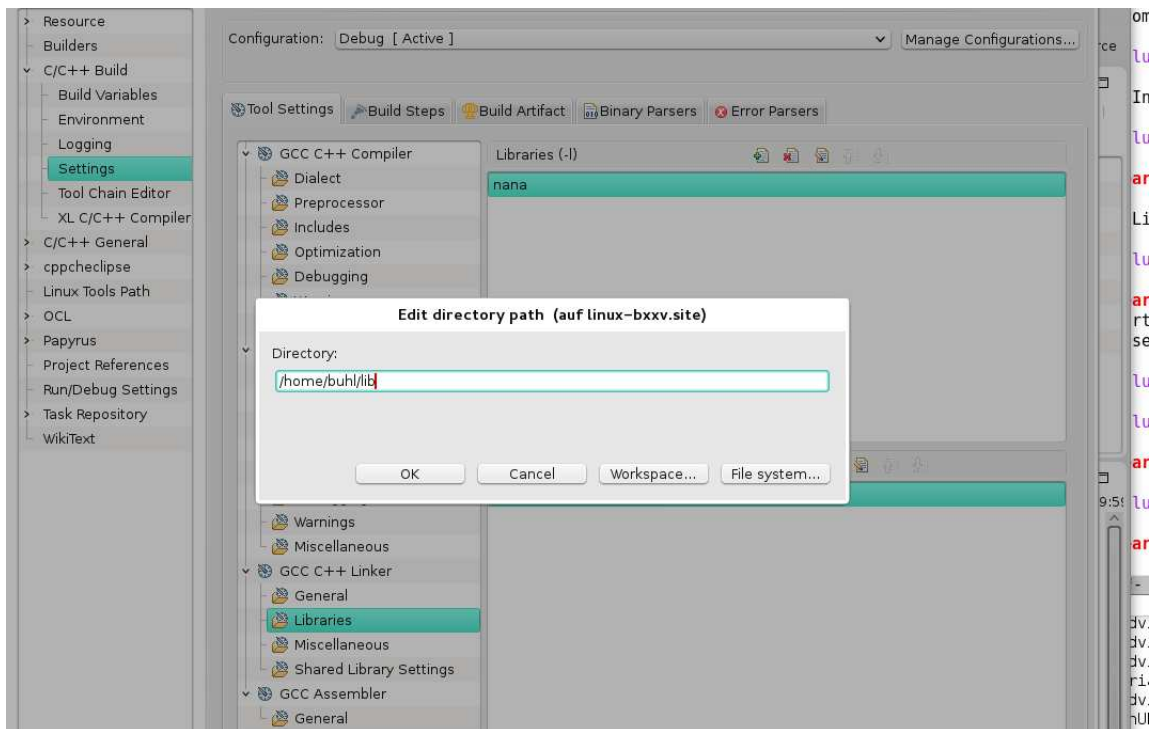 Resource
Builders
C/C++ Build
Build Variables
Environment
Logging
Settings
Tool Chain Editor
XL C/C++ Compiler
C/C++ General
cppcheclipse
Linux Tools Path
OCL
Papyrus
Project References
Run/Debug Settings
Task Repository
WikiText
Configuration: Debug [ Active ] Manage Configurations...
Tool Settings Build Steps Build Artifact Binary Parsers Error Parsers
GCC C++ Compiler
Dialect
Preprocessor
Includes
Optimization
Debugging
Libraries (-l)
nana
Edit directory path (auf linux-bxxv.site)
Directory:
/home/buhl/lib
OK Cancel Workspace... File system...
Warnings
Miscellaneous
GCC C++ Linker
General
Libraries
Miscellaneous
Shared Library Settings
GCC Assembler
General